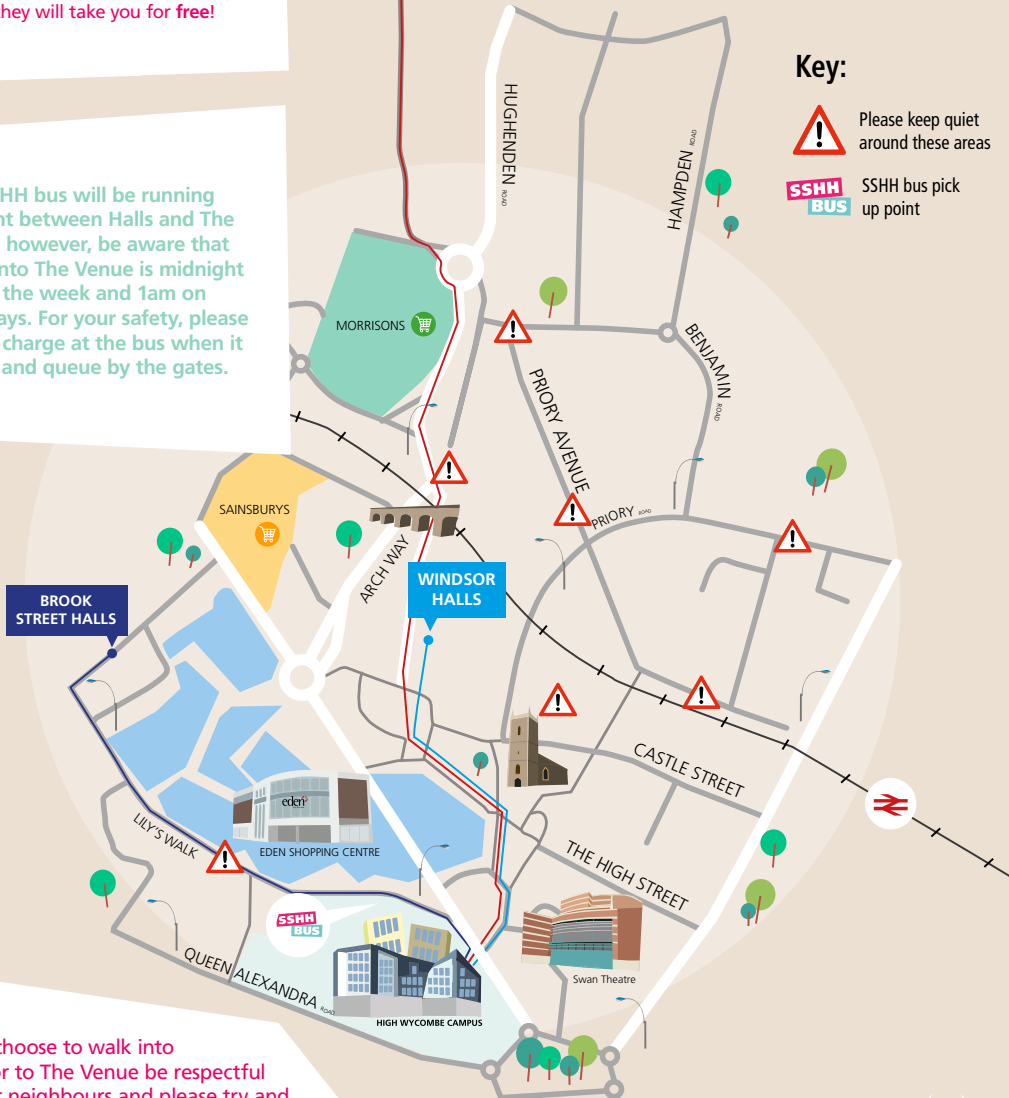 they will take you for free!
HH bus will be running
nt between Halls and The
however, be aware that
nto The Venue is midnight
the week and 1am on
ays. For your safety, please
charge at the bus when it
and queue by the gates.
Key:
Please keep quiet
around these areas
SSHH
BUS
SSHH bus pick
up point
HUGHENDEN
ROAD
HAMPDEN ROAD
MORRISONS
BENJAMIN
ROAD
PRIORY AVENUE
PRIORY ROAD
SAINSBURYS
ARCH WAY
WINDSOR
HALLS
BROOK
STREET HALLS
CASTLE STREET
eden
LILY'S WALK
EDEN SHOPPING CENTRE
THE HIGH STREET
SSHH
BUS
QUEEN ALEXANDRA ROAD
Swan Theatre
HIGH WYCOMBE CAMPUS
choose to walk into
or to The Venue be respectful
neighbours and please try and